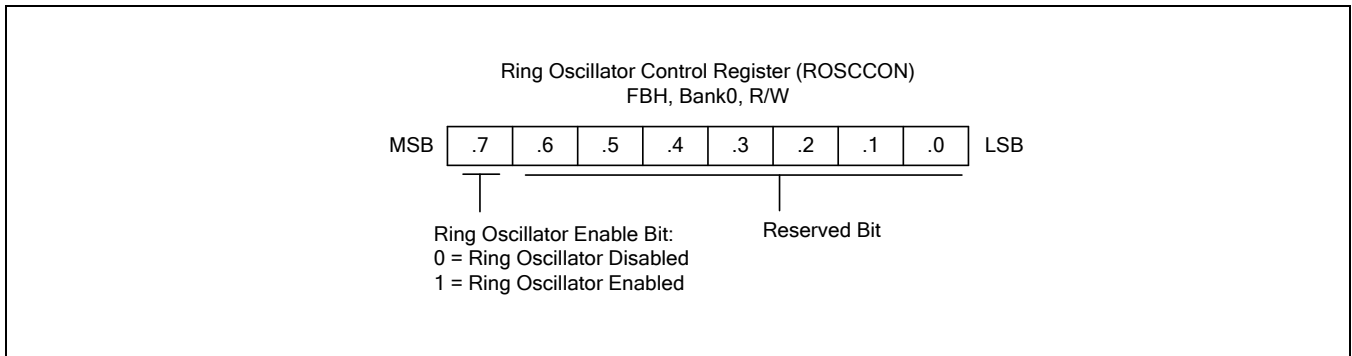 Ring Oscillator Control Register (ROSCCON)
FBH, Bank0, R/W
MSB .7 .6 .5 .4 .3 .2 .1 .0 LSB
Ring Oscillator Enable Bit:
0 = Ring Oscillator Disabled
1 = Ring Oscillator Enabled
Reserved Bit